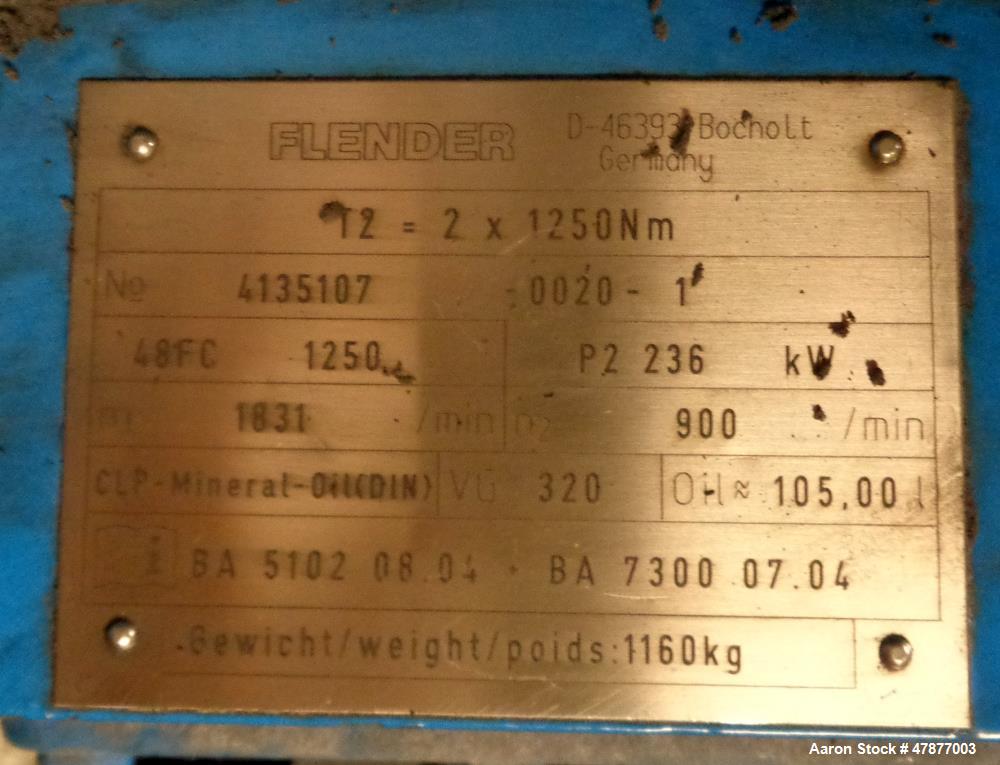 FLENDER D-46393 Bocholt
Germany
T2 = 2 x 1250Nm
No 4135107 -0020- 1
48FC 1250 P2 236 kW
n1 1831 /min n2 900 /min
CLP-Mineral-Oil(DIN) VG 320 Oil ≈ 105,00 l
i BA 5102 08.04 + BA 7300 07.04
Gewicht/weight/poids:1160kg
Aaron Stock # 47877003